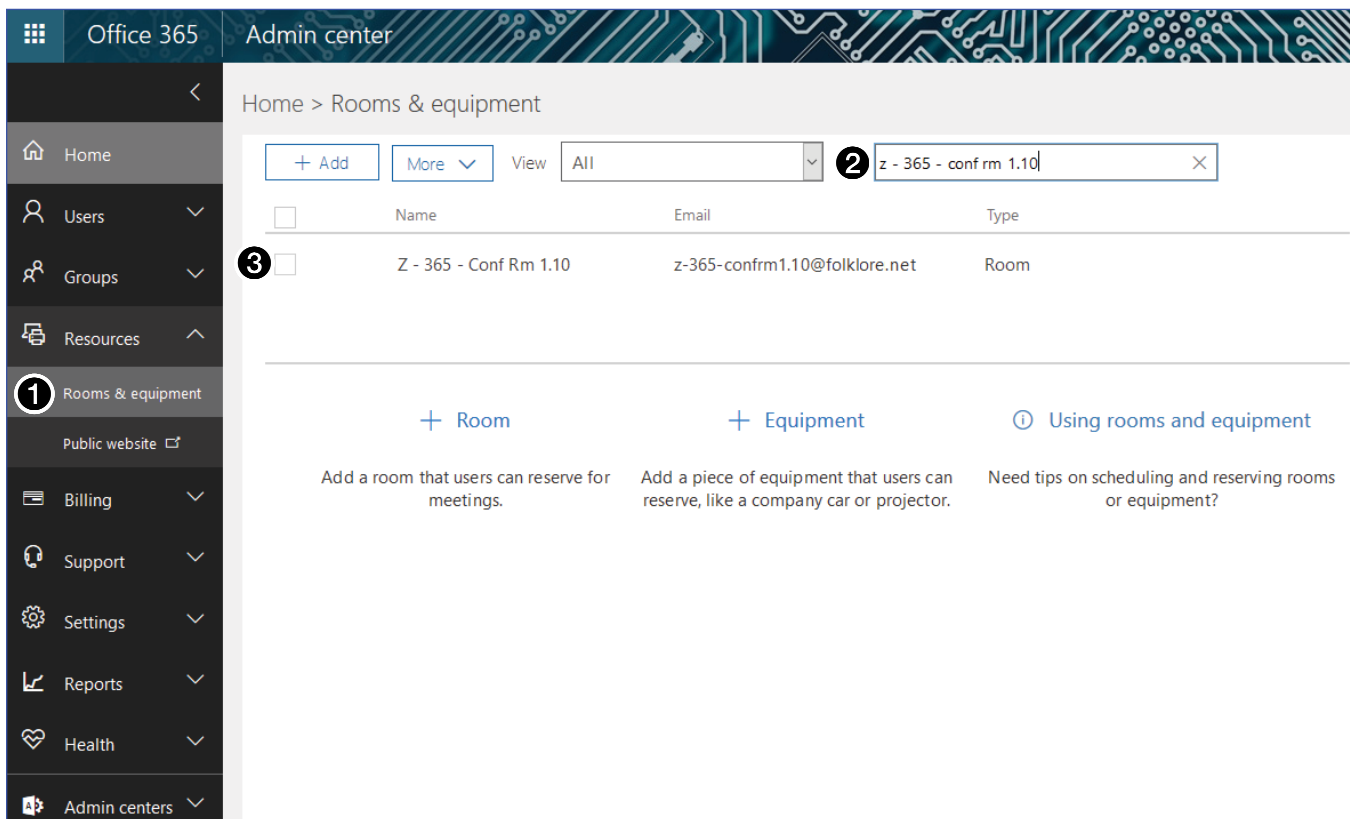 Office 365 Admin center
Home > Rooms & equipment
Home
Users
Groups
Resources
1 Rooms & equipment
Public website
Billing
Support
Settings
Reports
Health
Admin centers
+ Add More View All 2 z - 365 - conf rm 1.10
Name Email Type
3 Z - 365 - Conf Rm 1.10 z-365-confrm1.10@folklore.net Room
+ Room
Add a room that users can reserve for
meetings.
+ Equipment
Add a piece of equipment that users can
reserve, like a company car or projector.
Using rooms and equipment
Need tips on scheduling and reserving rooms
or equipment?